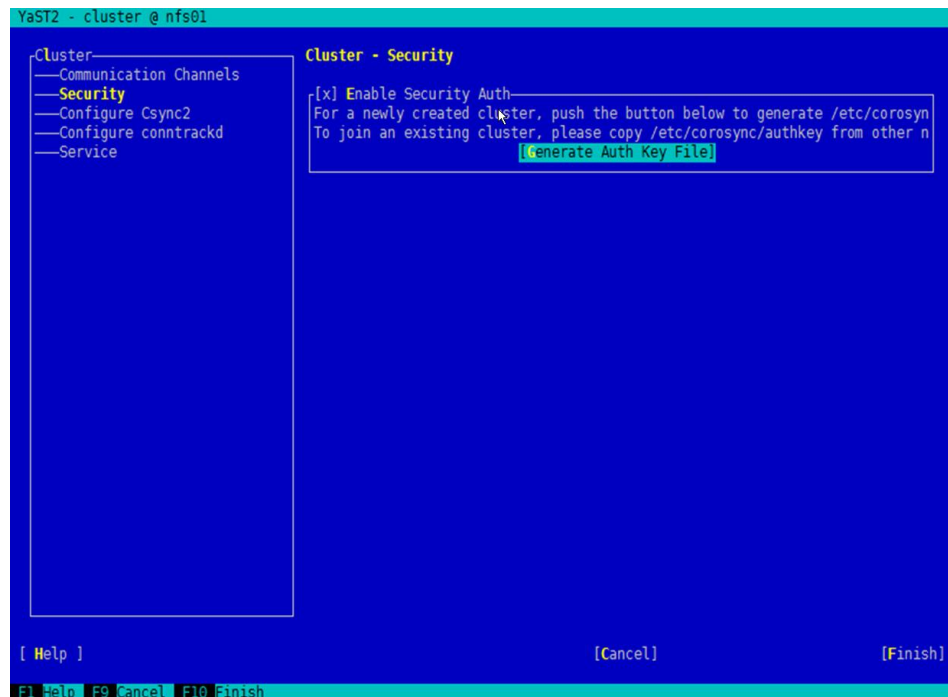 YaST2 - cluster @ nfs01
Cluster
Communication Channels
Security
Configure Csync2
Configure conntrackd
Service
Cluster - Security
[x] Enable Security Auth
For a newly created cluster, push the button below to generate /etc/corosyn
To join an existing cluster, please copy /etc/corosync/authkey from other n
[Generate Auth Key File]
[ Help ] [Cancel] [Finish]
F1 Help F9 Cancel F10 Finish